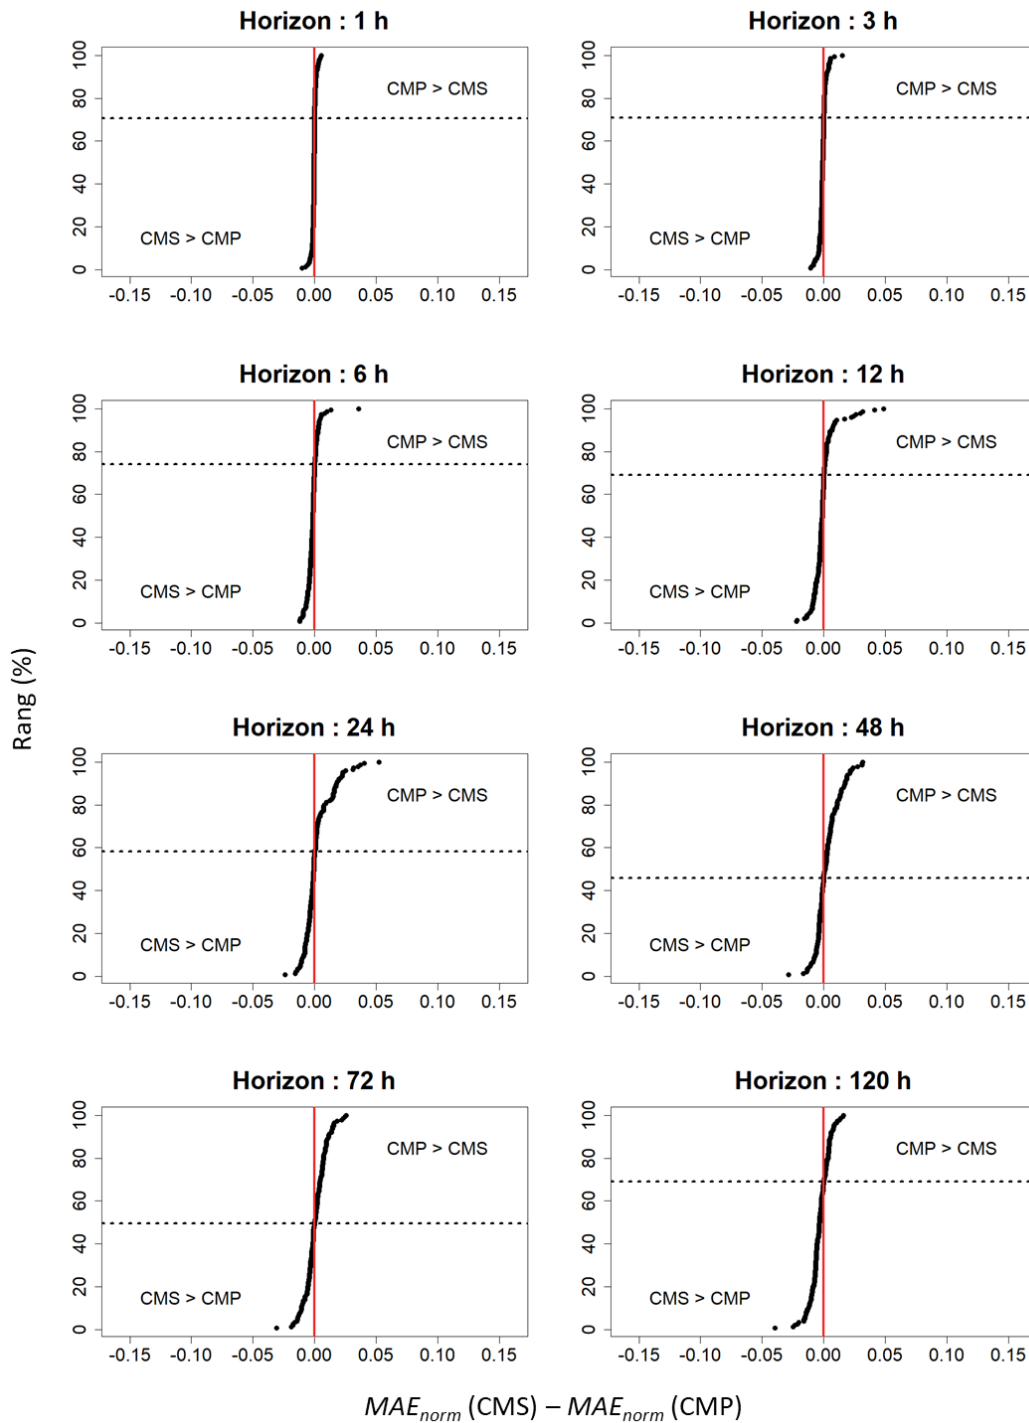 Horizon : 1 h
100
80
60
40
20
0
CMP > CMS
CMS > CMP
-0.15 -0.10 -0.05 0.00 0.05 0.10 0.15
Horizon : 3 h
100
80
60
40
20
0
CMP > CMS
CMS > CMP
-0.15 -0.10 -0.05 0.00 0.05 0.10 0.15
Horizon : 6 h
100
80
60
40
20
0
CMP > CMS
CMS > CMP
-0.15 -0.10 -0.05 0.00 0.05 0.10 0.15
Horizon : 12 h
100
80
60
40
20
0
CMP > CMS
CMS > CMP
-0.15 -0.10 -0.05 0.00 0.05 0.10 0.15
Rang (%)
Horizon : 24 h
100
80
60
40
20
0
CMP > CMS
CMS > CMP
-0.15 -0.10 -0.05 0.00 0.05 0.10 0.15
Horizon : 48 h
100
80
60
40
20
0
CMP > CMS
CMS > CMP
-0.15 -0.10 -0.05 0.00 0.05 0.10 0.15
Horizon : 72 h
100
80
60
40
20
0
CMP > CMS
CMS > CMP
-0.15 -0.10 -0.05 0.00 0.05 0.10 0.15
Horizon : 120 h
100
80
60
40
20
0
CMP > CMS
CMS > CMP
-0.15 -0.10 -0.05 0.00 0.05 0.10 0.15
MAEnorm (CMS) – MAEnorm (CMP)